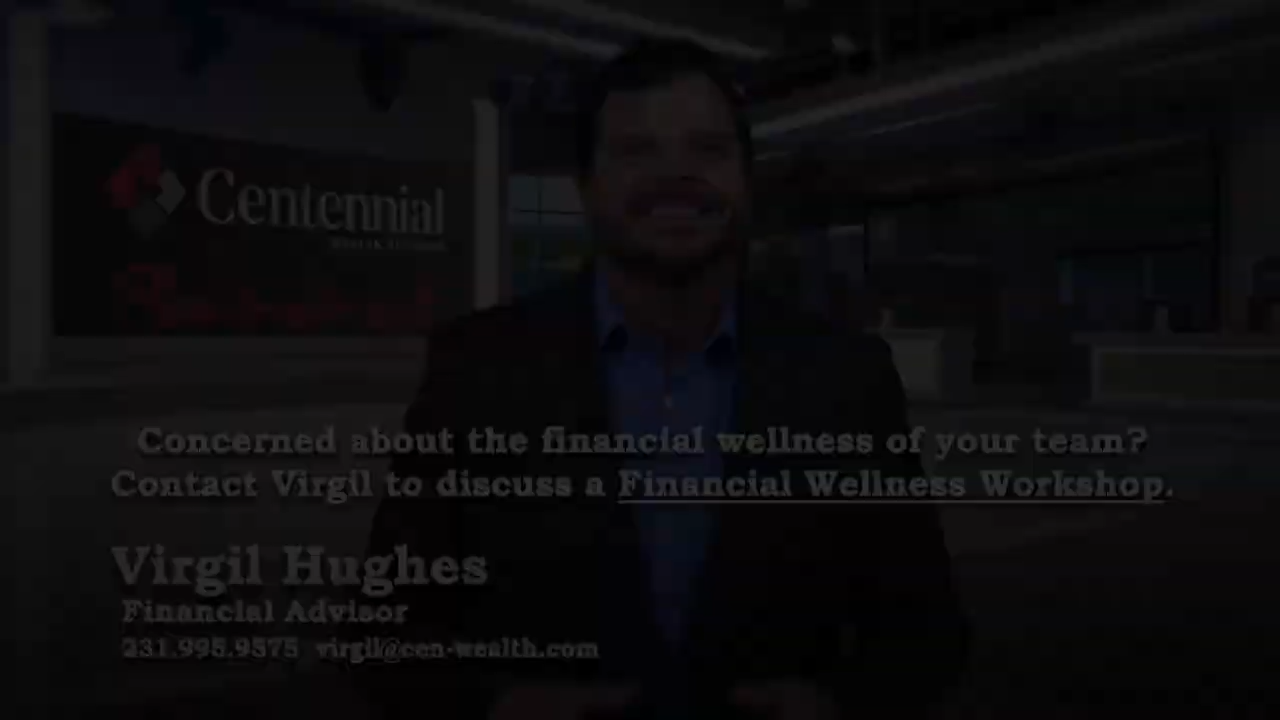 Centennial
Concerned about the financial wellness of your team?
Contact Virgil to discuss a Financial Wellness Workshop.
Virgil Hughes
Financial Advisor
231.995.9575 virgil@cen-wealth.com